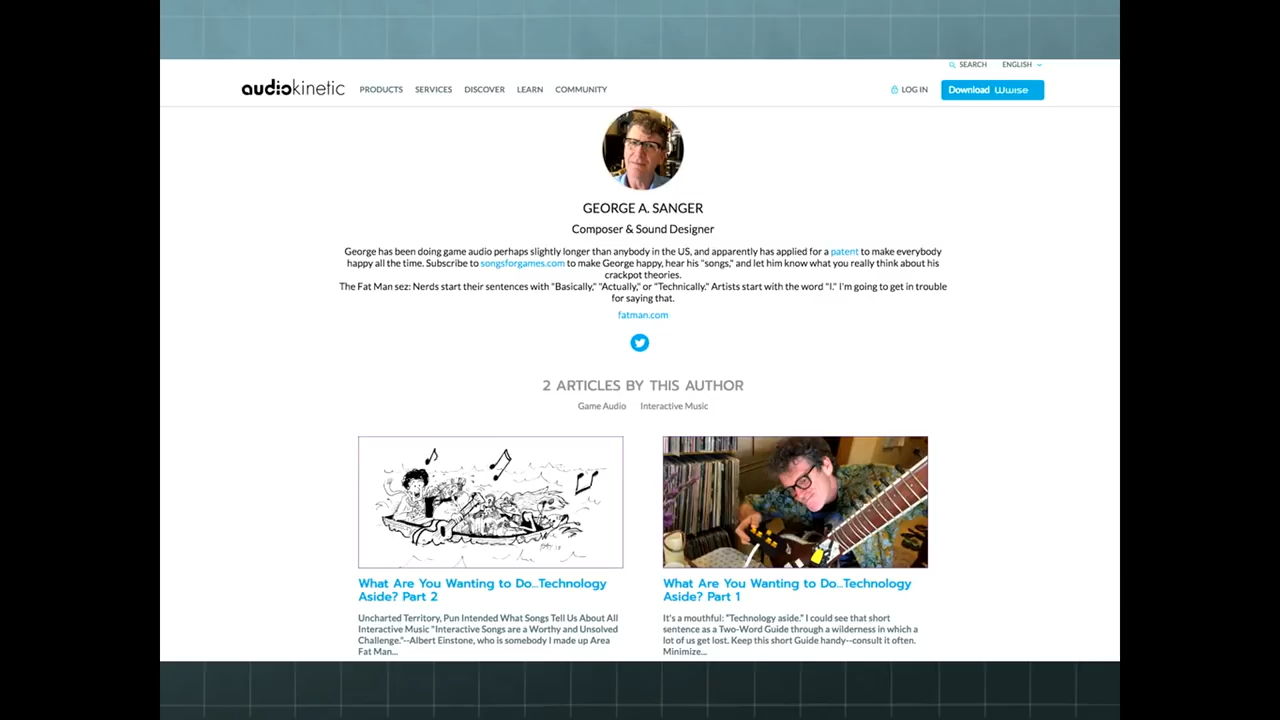 SEARCH ENGLISH
audiokinetic PRODUCTS SERVICES DISCOVER LEARN COMMUNITY LOG IN Download Wwise
GEORGE A. SANGER
Composer & Sound Designer
George has been doing game audio perhaps slightly longer than anybody in the US, and apparently has applied for a patent to make everybody
happy all the time. Subscribe to songsforgames.com to make George happy, hear his "songs," and let him know what you really think about his
crackpot theories.
The Fat Man sez: Nerds start their sentences with "Basically," "Actually," or "Technically." Artists start with the word "I." I'm going to get in trouble
for saying that.
fatman.com
2 ARTICLES BY THIS AUTHOR
Game Audio Interactive Music
What Are You Wanting to Do...Technology
Aside? Part 2
Uncharted Territory, Pun Intended What Songs Tell Us About All
Interactive Music "Interactive Songs are a Worthy and Unsolved
Challenge."--Albert Einstone, who is somebody I made up Area
Fat Man...
What Are You Wanting to Do...Technology
Aside? Part 1
It's a mouthful: "Technology aside." I could see that short
sentence as a Two-Word Guide through a wilderness in which a
lot of us get lost. Keep this short Guide handy--consult it often.
Minimize...